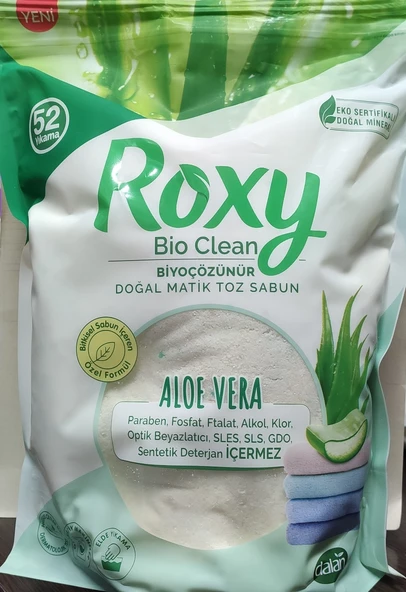 YENİ
52
Yıkama
EKO SERTİFİKALI
DOĞAL MİNERAL
Roxy
Bio Clean
BİYOÇÖZÜNÜR
DOĞAL MATİK TOZ SABUN
Bitkisel Sabun İçeren
Özel Formül
ALOE VERA
Paraben, Fosfat, Ftalat, Alkol, Klor,
Optik Beyazlatıcı, SLES, SLS, GDO,
Sentetik Deterjan İÇERMEZ
ELDE YIKAMA
dalan